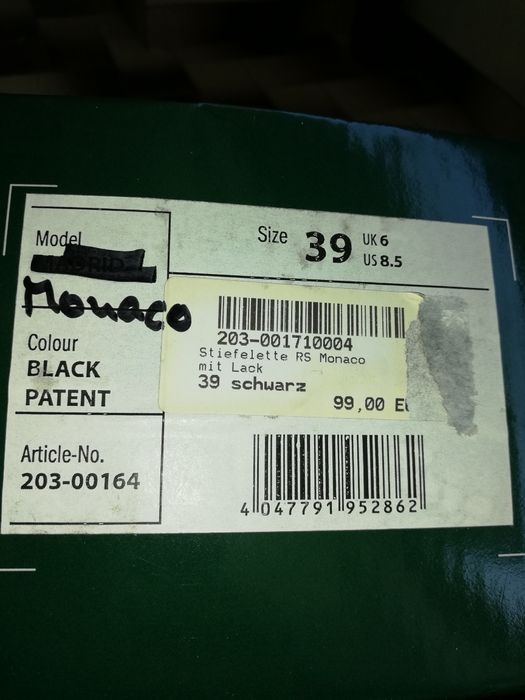 Model
Monaco
Size 39 UK 6
US 8.5
Colour
BLACK
PATENT
203-001710004
Stiefelette RS Monaco
mit Lack
39 schwarz
99,00 E
Article-No.
203-00164
4 047791 952862